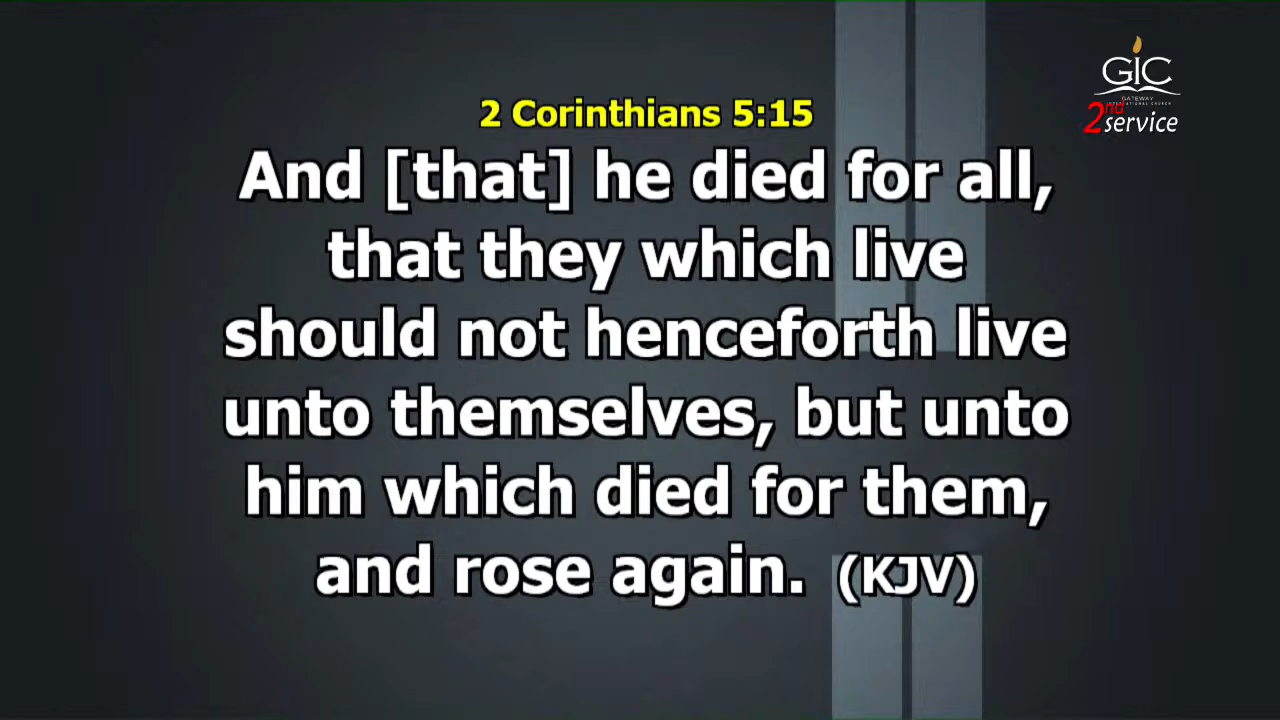 GIC
GATEWAY
INTERNATIONAL CHURCH
2nd service
2 Corinthians 5:15
And [that] he died for all,
that they which live
should not henceforth live
unto themselves, but unto
him which died for them,
and rose again. (KJV)